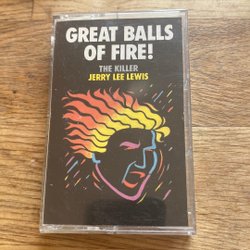 GREAT BALLS
OF FIRE!
THE KILLER
JERRY LEE LEWIS